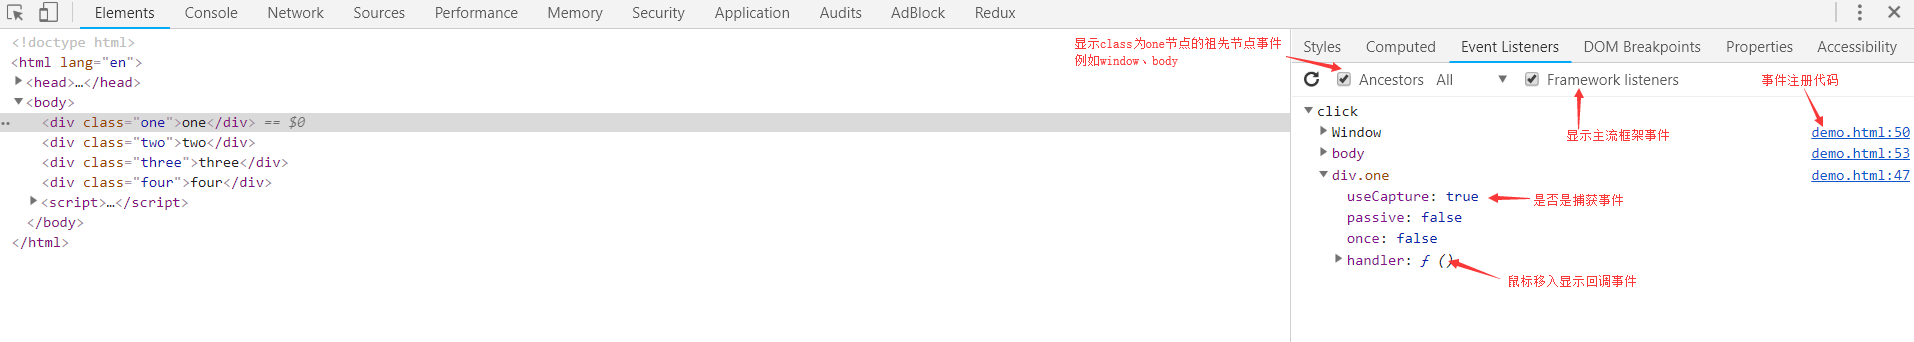 Elements Console Network Sources Performance Memory Security Application Audits AdBlock Redux
<!doctype html>
<html lang="en">
<head>…</head>
<body>
<div class="one">one</div> == $0
<div class="two">two</div>
<div class="three">three</div>
<div class="four">four</div>
<script>…</script>
</body>
</html>
显示class为one节点的祖先节点事件
例如window、body
Styles Computed Event Listeners DOM Breakpoints Properties Accessibility
Ancestors All Framework listeners
事件注册代码
显示主流框架事件
click
Window demo.html:50
body demo.html:53
div.one demo.html:47
useCapture: true
是否是捕获事件
passive: false
once: false
handler: ƒ ()
鼠标移入显示回调事件